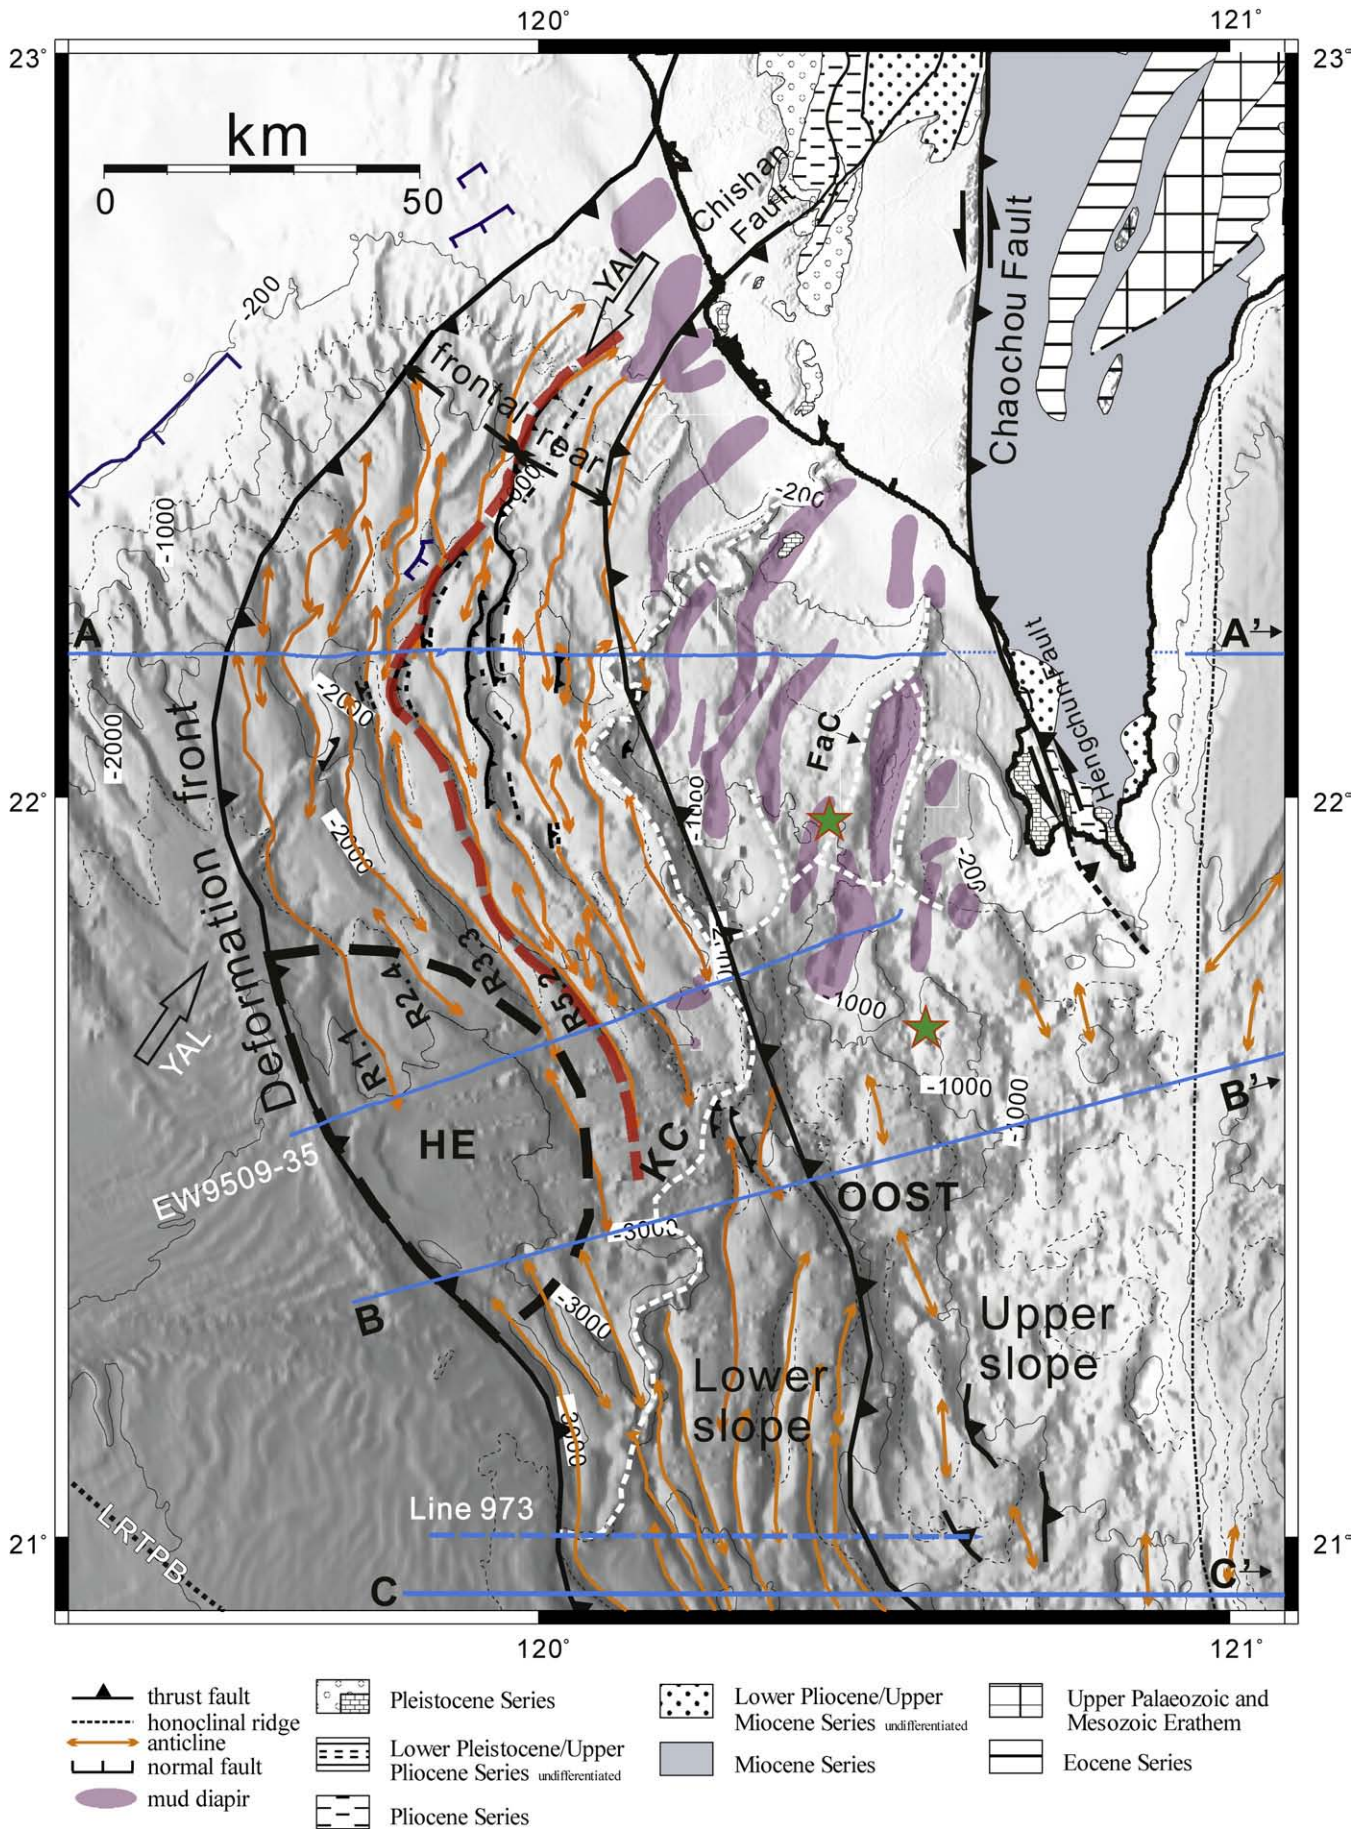 120°
121°
23°
23°
km
0
50
Chishan
Fault
Chaochou Fault
YAL
-200
frontal
rear
-1000
-200
A
A'
Hengchun Fault
-2000
-2000
FaC
-1000
22°
22°
-2000
-200
Deformation front
R3.3
R2.4
R5.2
-1000
YAL
R1.1
-1000
-1000
B'
HE
KC
EW9509-35
OOST
-3000
B
-3000
Upper
slope
Lower
slope
-3000
Line 973
LRTPB
21°
21°
C
C'
120°
121°
thrust fault
honoclinal ridge
anticline
normal fault
mud diapir
Pleistocene Series
Lower Pleistocene/Upper
Pliocene Series undifferentiated
Pliocene Series
Lower Pliocene/Upper
Miocene Series undifferentiated
Miocene Series
Upper Palaeozoic and
Mesozoic Erathem
Eocene Series